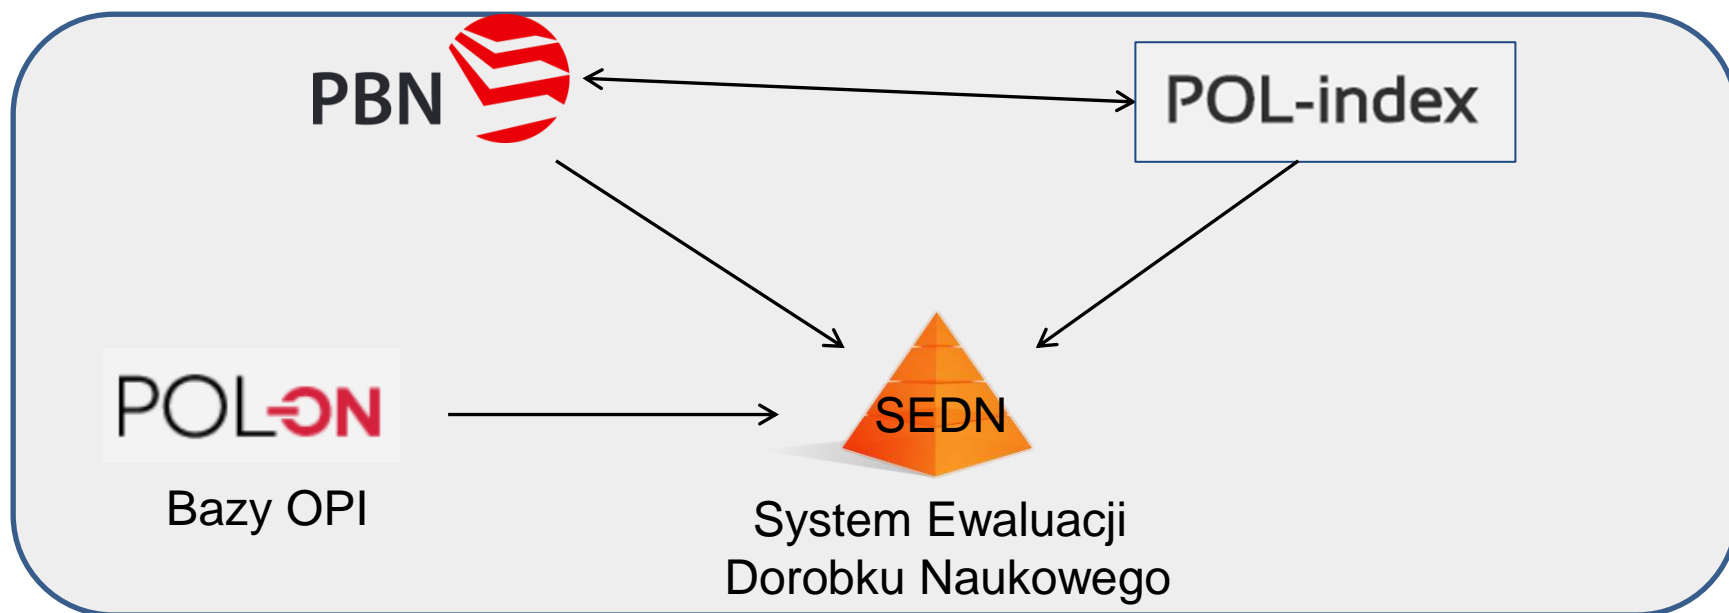 PBN
POL-index
POL-ON
SEDN
Bazy OPI
System Ewaluacji
Dorobku Naukowego